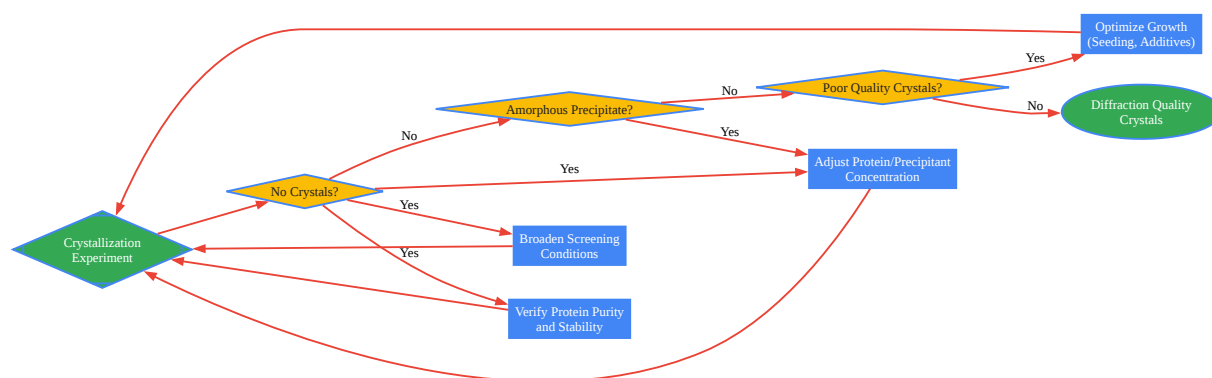 Optimize Growth
(Seeding, Additives)
Yes
Poor Quality Crystals?
No
Diffraction Quality
Crystals
No
Amorphous Precipitate?
Yes
Adjust Protein/Precipitant
Concentration
No
Yes
No Crystals?
Yes
Broaden Screening
Conditions
Crystallization
Experiment
Yes
Verify Protein Purity
and Stability